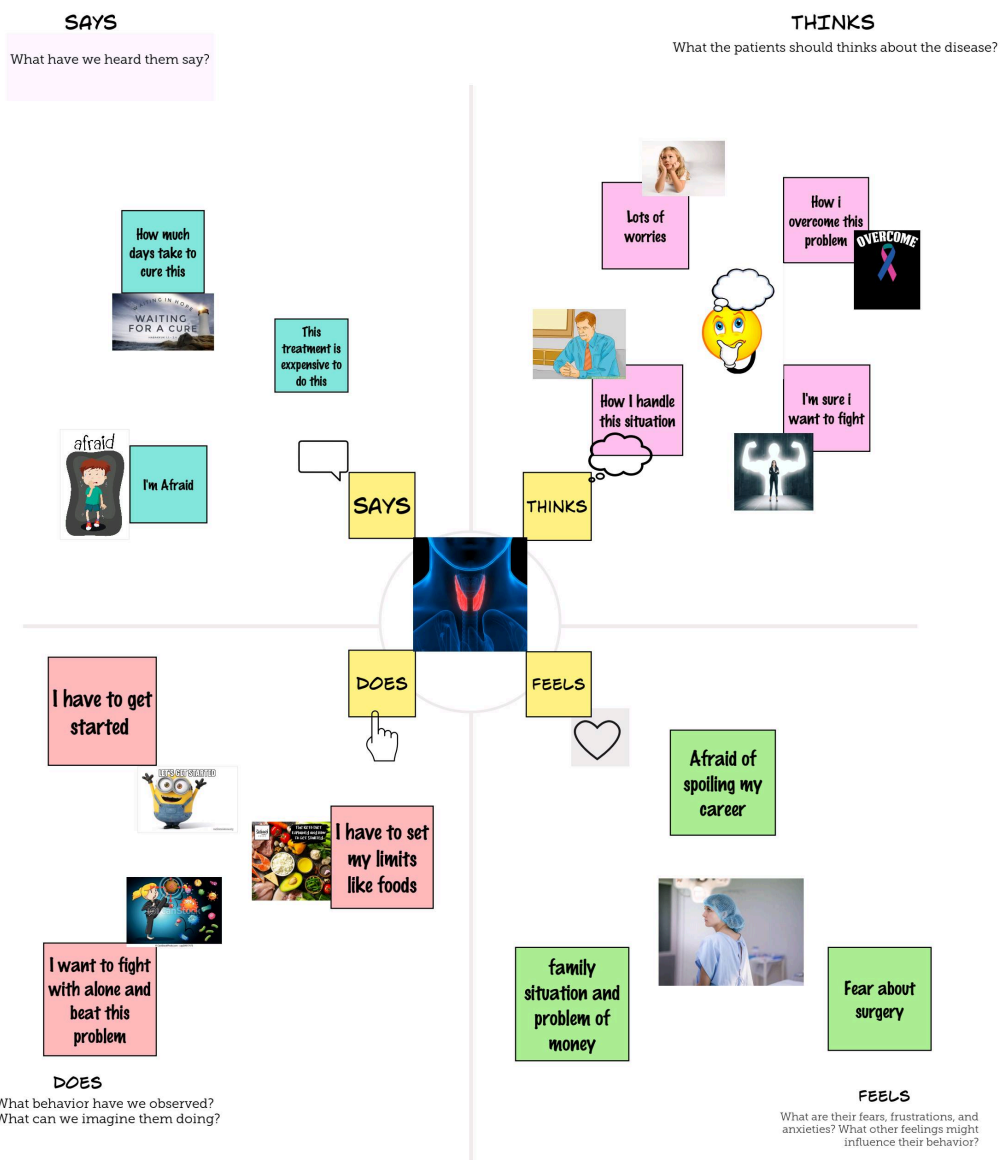 SAYS
What have we heard them say?
THINKS
What the patients should thinks about the disease?
How much
days take to
cure this
WAITING IN HOPE
WAITING
FOR A CURE
This
treatment is
exxpensive to
do this
afraid
I'm Afraid
Lots of
worries
How i
overcome this
problem
OVERCOME
How I handle
this situation
I'm sure i
want to fight
SAYS
THINKS
DOES
FEELS
I have to get
started
LET'S GET STARTED
I have to set
my limits
like foods
I want to fight
with alone and
beat this
problem
DOES
What behavior have we observed?
What can we imagine them doing?
Afraid of
spoiling my
career
family
situation and
problem of
money
Fear about
surgery
FEELS
What are their fears, frustrations, and
anxieties? What other feelings might
influence their behavior?